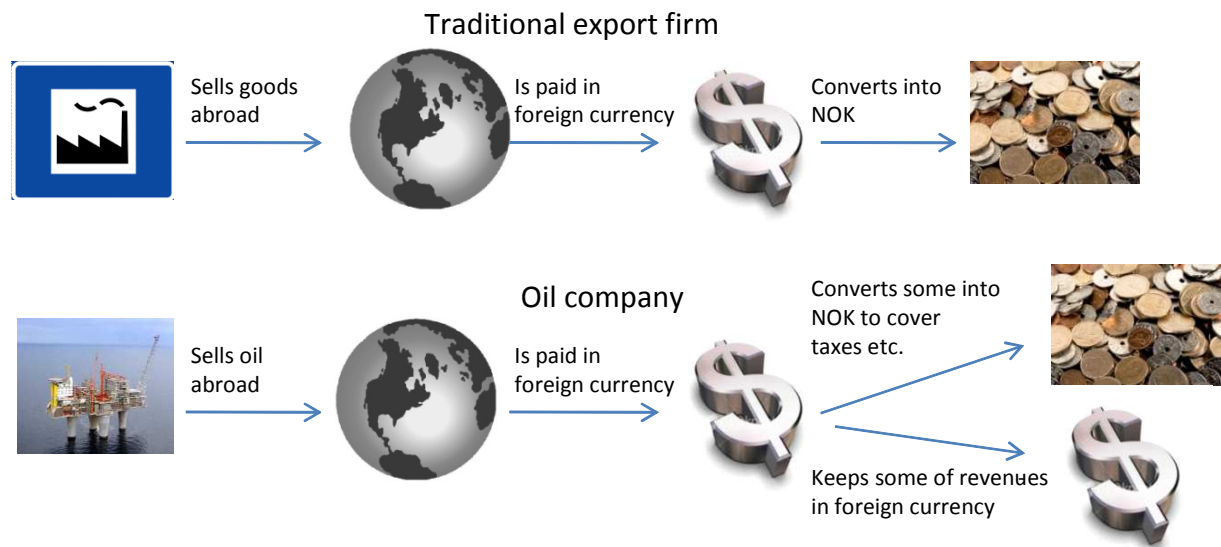 Traditional export firm
Sells goods
abroad
Is paid in
foreign currency
Converts into
NOK
Oil company
Sells oil
abroad
Is paid in
foreign currency
Converts some into
NOK to cover
taxes etc.
Keeps some of revenues
in foreign currency